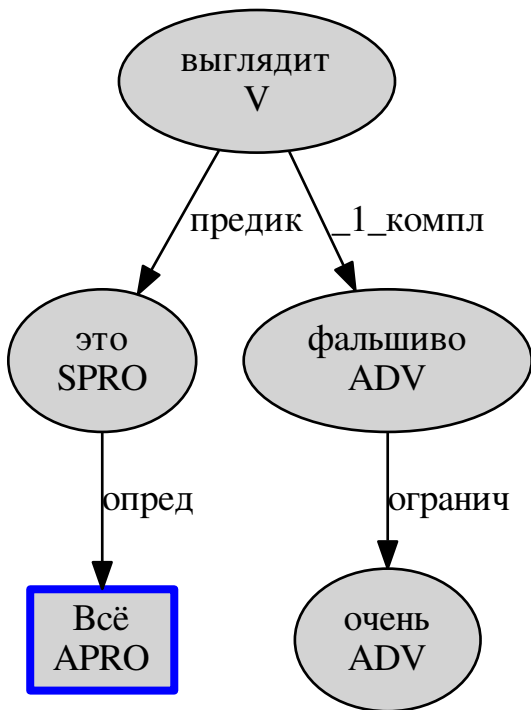 выглядит
V
предик
_1_компл
это
SPRO
фальшиво
ADV
опред
огранич
Всё
APRO
очень
ADV